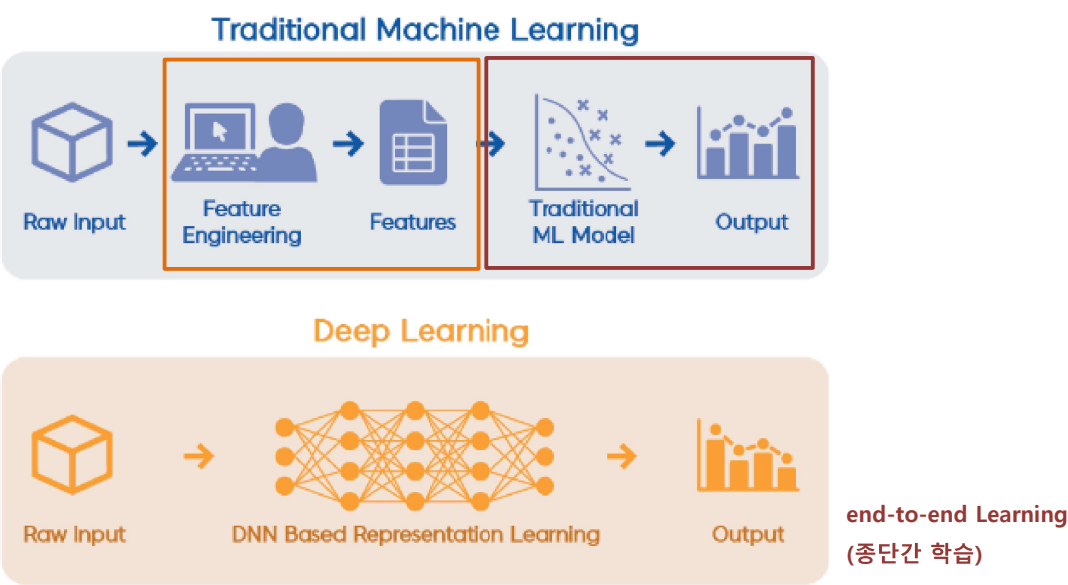 Traditional Machine Learning
Raw Input
Feature
Engineering
Features
Traditional
ML Model
Output
Deep Learning
Raw Input
DNN Based Representation Learning
Output
end-to-end Learning
(종단간 학습)